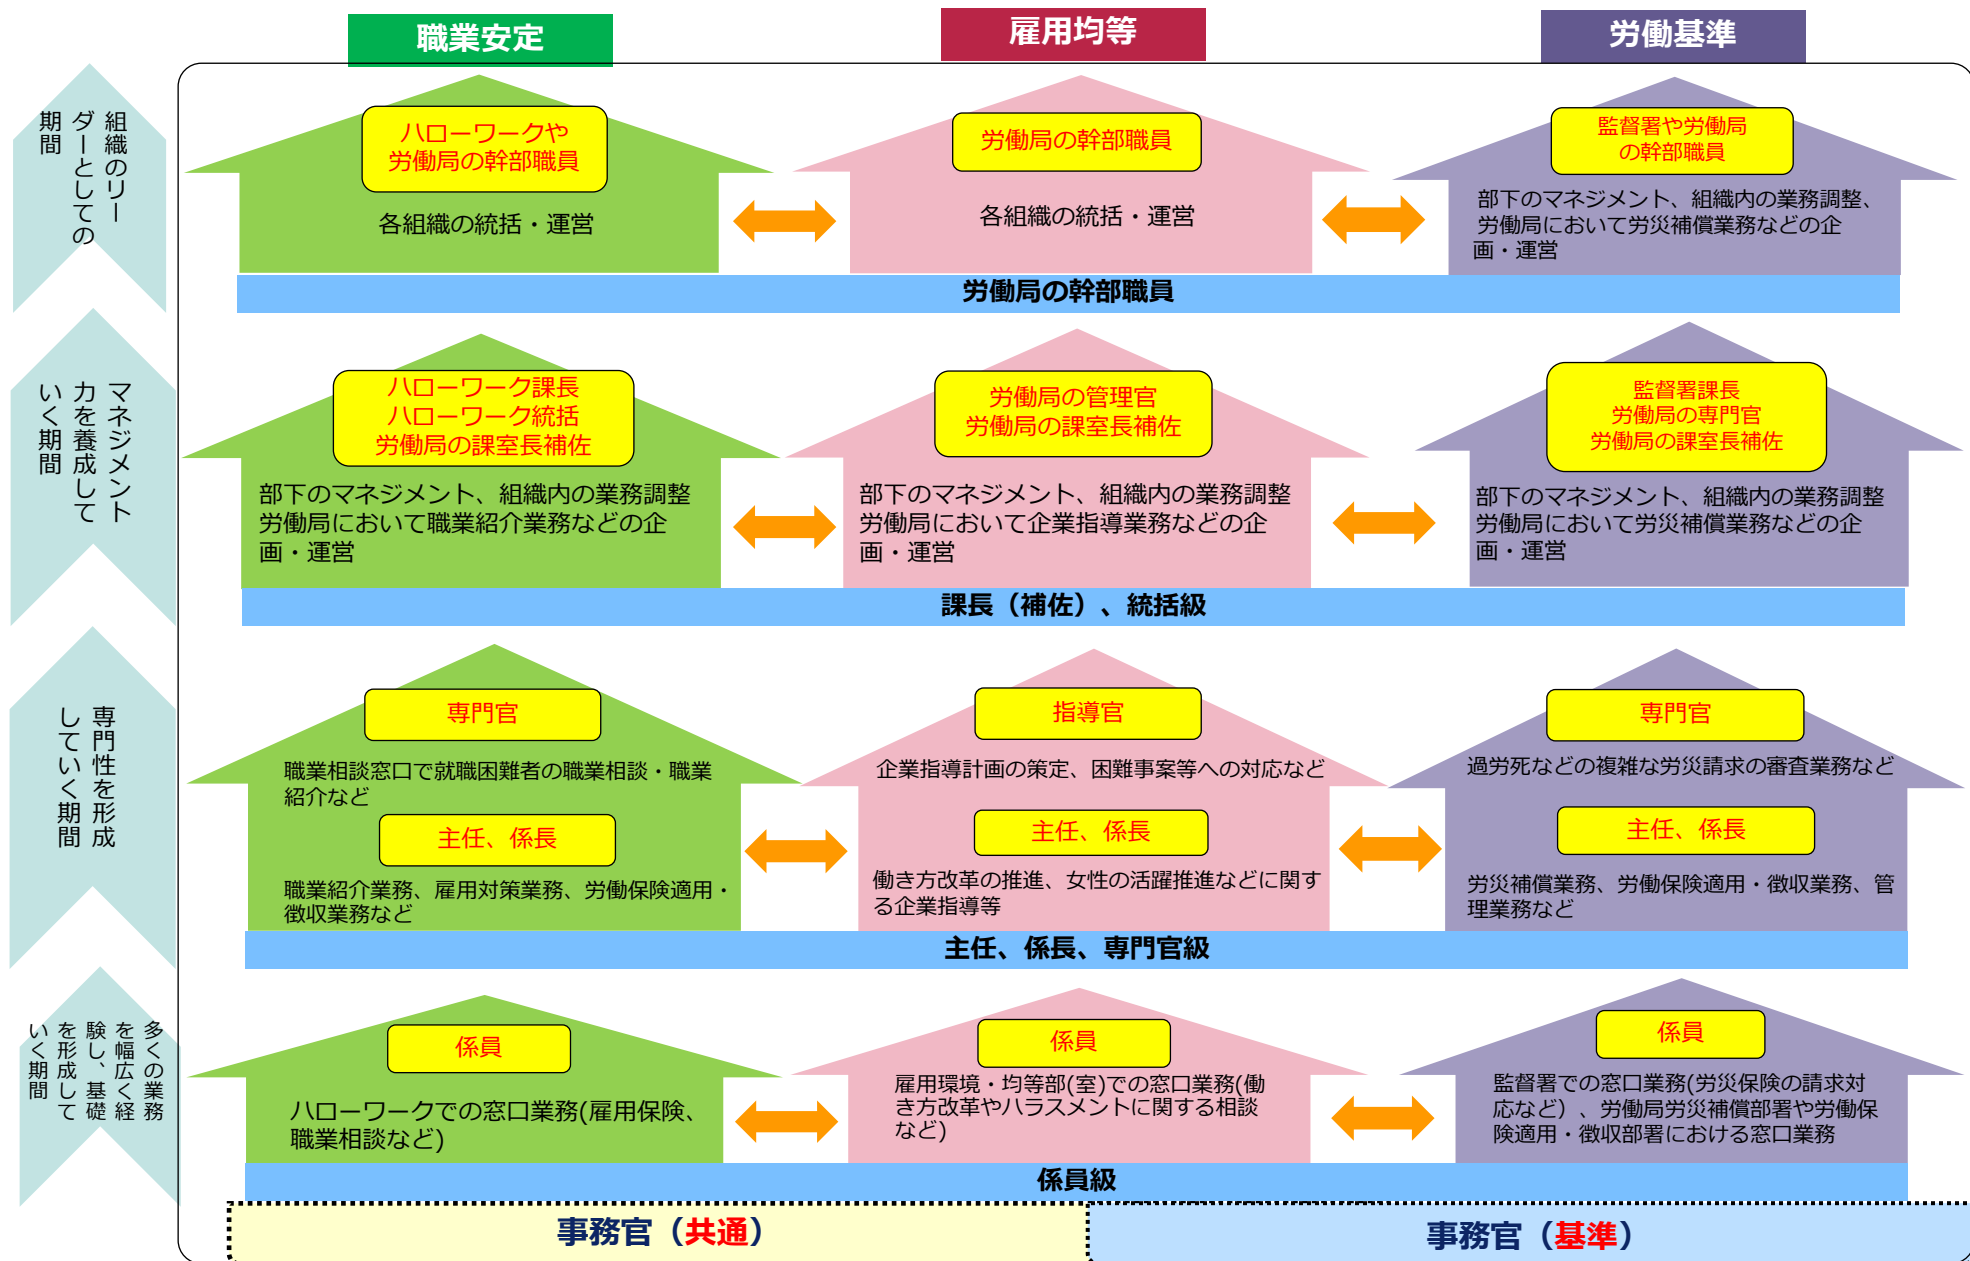 職業安定
雇用均等
労働基準
組織のリー
ダーとしての
期間
ハローワークや
労働局の幹部職員
各組織の統括・運営
労働局の幹部職員
各組織の統括・運営
監督署や労働局
の幹部職員
部下のマネジメント、組織内の業務調整、
労働局において労災補償業務などの企
画・運営
労働局の幹部職員
マネジメント
力を養成して
いく期間
ハローワーク課長
ハローワーク統括
労働局の課室長補佐
部下のマネジメント、組織内の業務調整
労働局において職業紹介業務などの企
画・運営
労働局の管理官
労働局の課室長補佐
部下のマネジメント、組織内の業務調整
労働局において企業指導業務などの企
画・運営
監督署課長
労働局の専門官
労働局の課室長補佐
部下のマネジメント、組織内の業務調整
労働局において労災補償業務などの企
画・運営
課長（補佐）、統括級
専門性を形成
していく期間
専門官
職業相談窓口で就職困難者の職業相談・職業
紹介など
主任、係長
職業紹介業務、雇用対策業務、労働保険適用・
徴収業務など
指導官
企業指導計画の策定、困難事案等への対応など
主任、係長
働き方改革の推進、女性の活躍推進などに関す
る企業指導等
専門官
過労死などの複雑な労災請求の審査業務など
主任、係長
労災補償業務、労働保険適用・徴収業務、管
理業務など
主任、係長、専門官級
多くの業務
を幅広く経
験し、基礎
を形成して
いく期間
係員
ハローワークでの窓口業務(雇用保険、
職業相談など)
係員
雇用環境・均等部(室)での窓口業務(働
き方改革やハラスメントに関する相談
など)
係員
監督署での窓口業務(労災保険の請求対
応など）、労働局労災補償部署や労働保
険適用・徴収部署における窓口業務
係員級
事務官（共通）
事務官（基準）